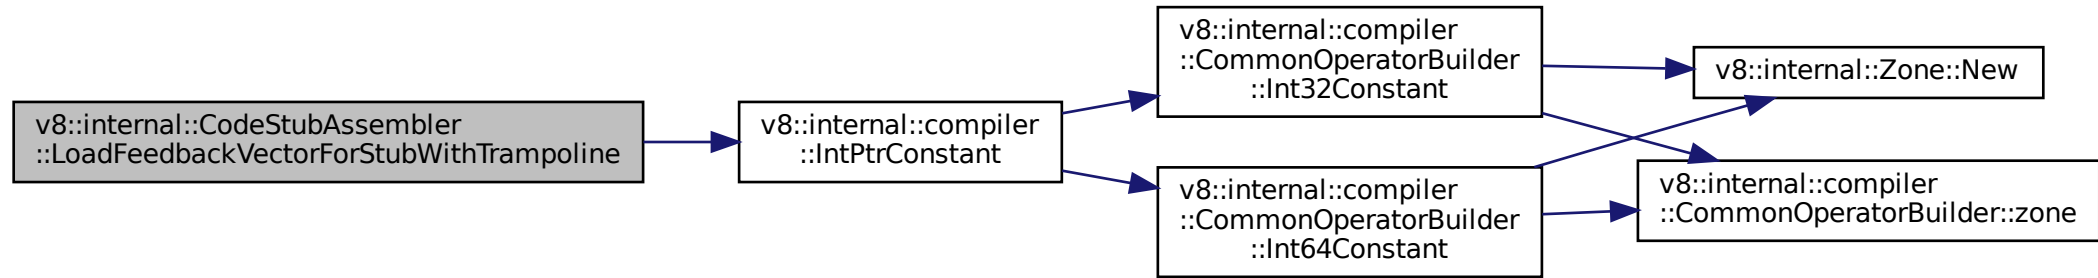 v8::internal::CodeStubAssembler
::LoadFeedbackVectorForStubWithTrampoline
v8::internal::compiler
::IntPtrConstant
v8::internal::compiler
::CommonOperatorBuilder
::Int32Constant
v8::internal::compiler
::CommonOperatorBuilder
::Int64Constant
v8::internal::Zone::New
v8::internal::compiler
::CommonOperatorBuilder::zone